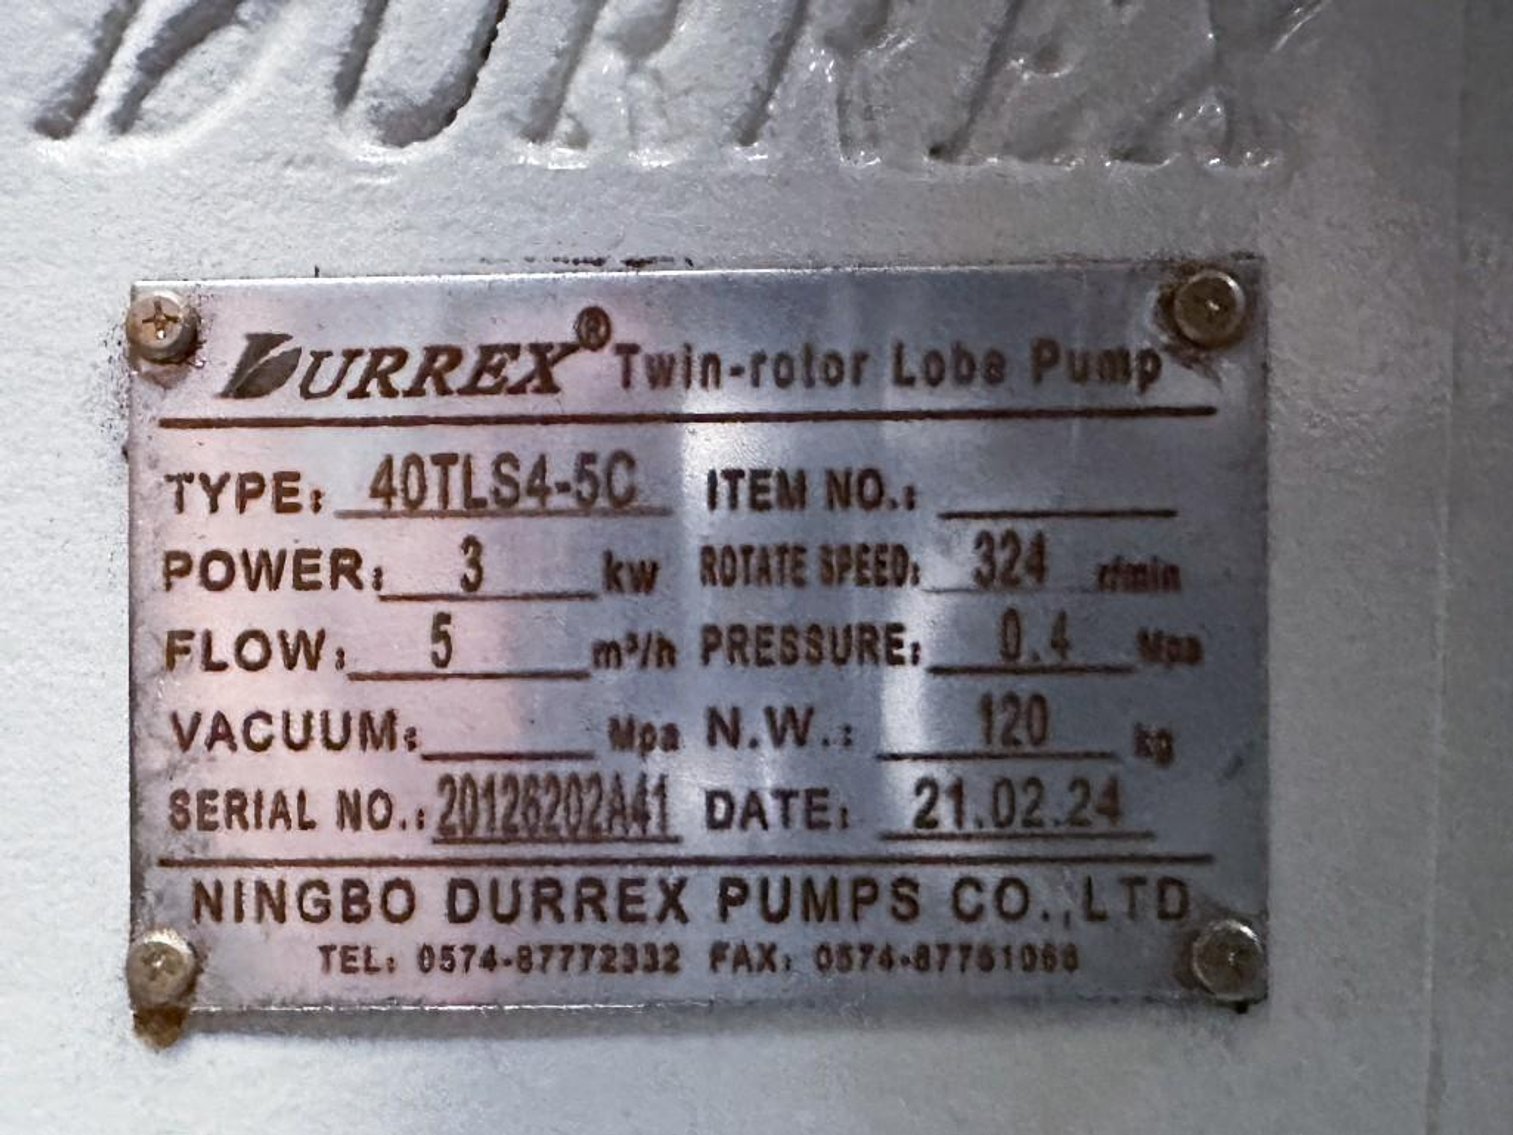 DURREX
DURREX® Twin-rotor Lobe Pump
TYPE: 40TLS4-5C ITEM NO.:
POWER: 3 kw ROTATE SPEED: 324 r/min
FLOW: 5 m³/h PRESSURE: 0.4 Mpa
VACUUM: Mpa N.W.: 120 kg
SERIAL NO.: 20126202A41 DATE: 21.02.24
NINGBO DURREX PUMPS CO.,LTD
TEL: 0574-87772332 FAX: